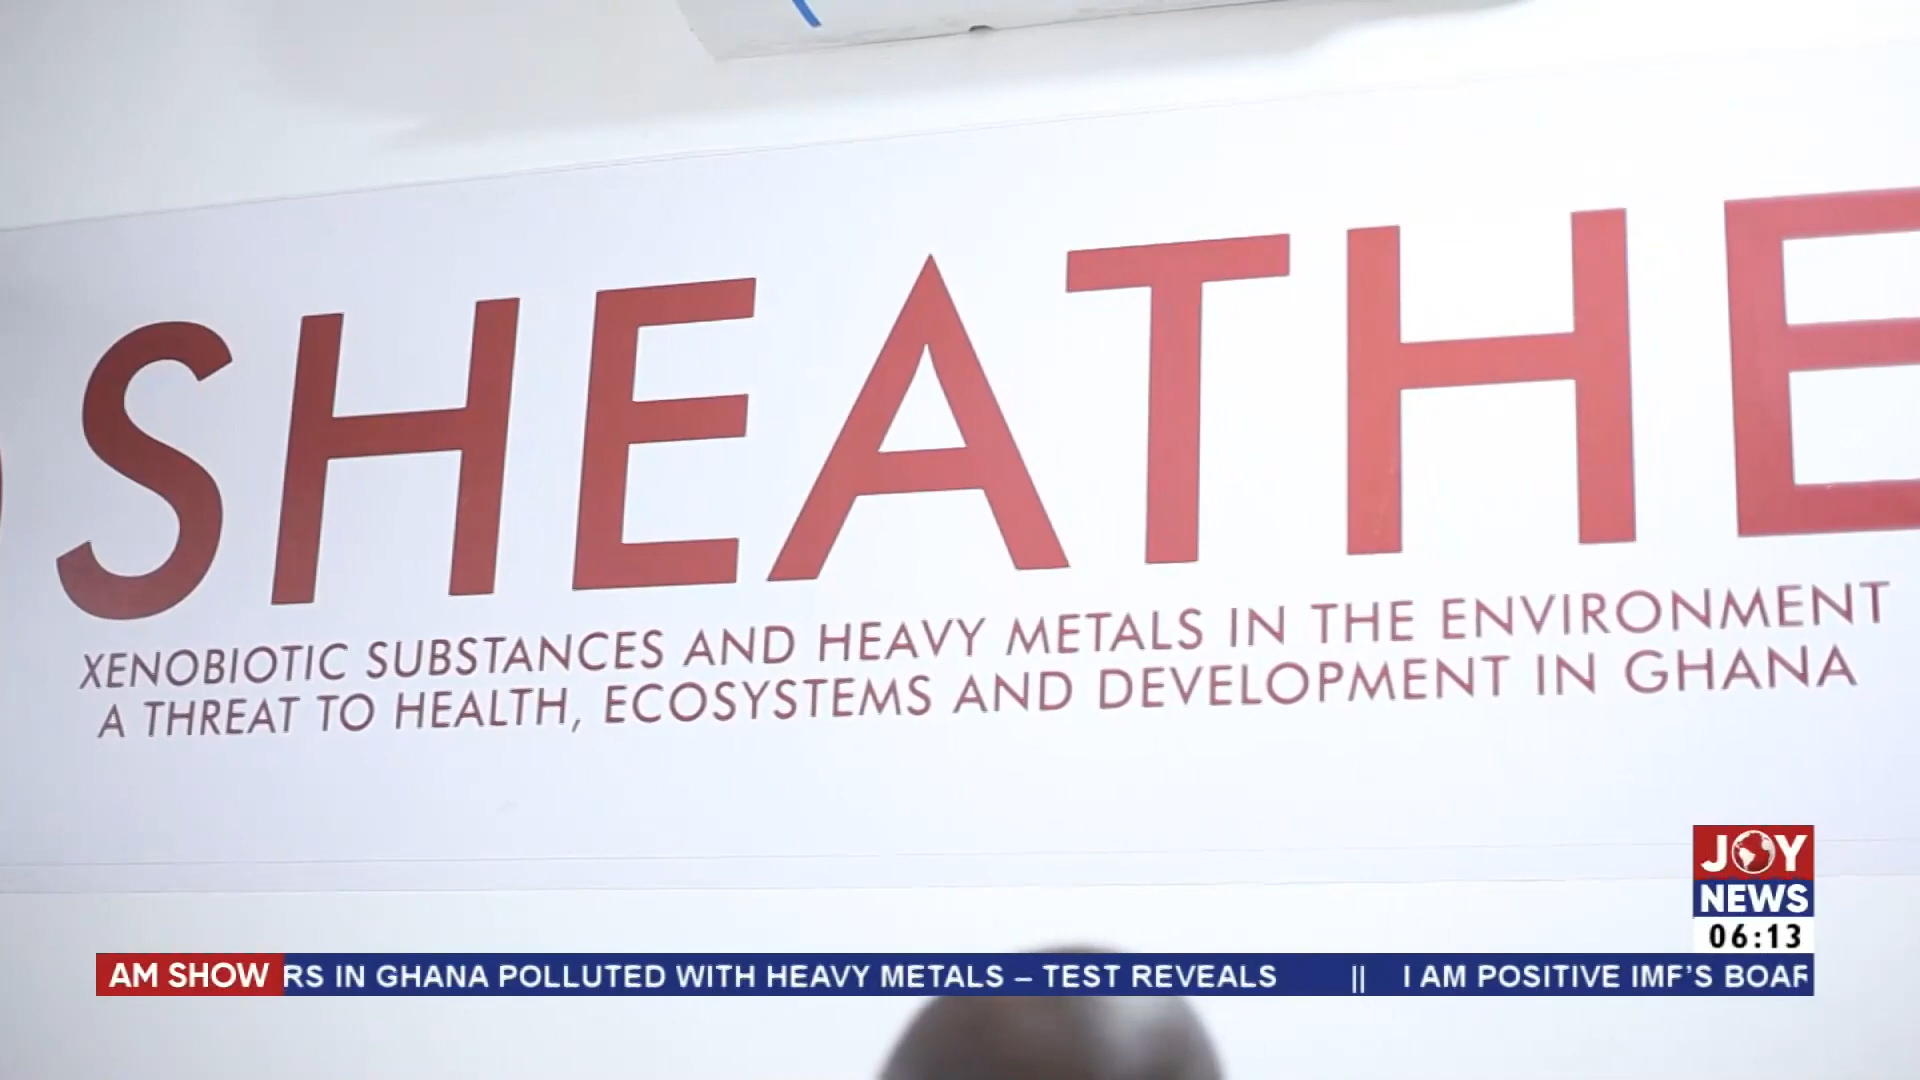 SHEATHE
XENOBIOTIC SUBSTANCES AND HEAVY METALS IN THE ENVIRONMENT
A THREAT TO HEALTH, ECOSYSTEMS AND DEVELOPMENT IN GHANA
JOY
NEWS
06:13
AM SHOW RS IN GHANA POLLUTED WITH HEAVY METALS – TEST REVEALS || I AM POSITIVE IMF'S BOAR